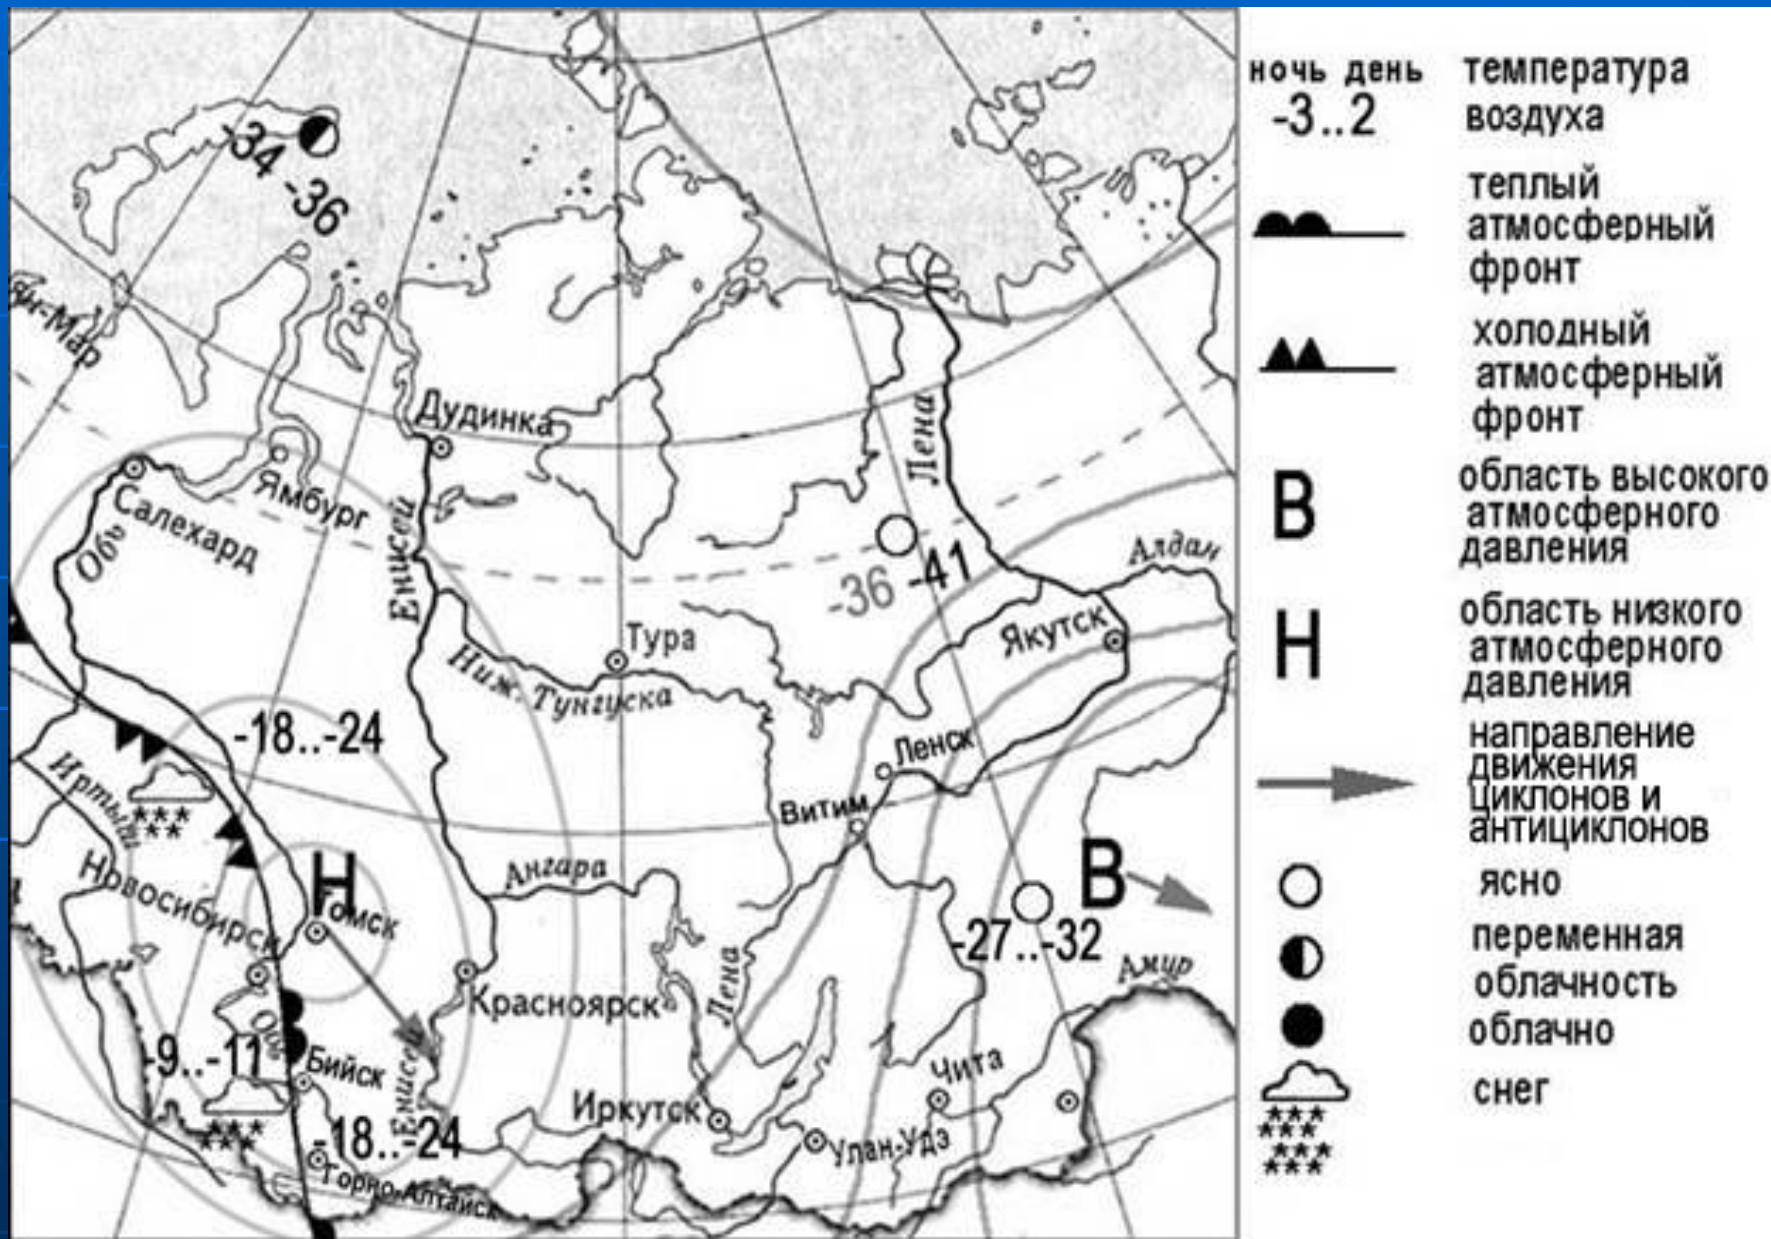 -34 -36
Дудинка
Ямбург
Салехард
Обь
Енисей
Лена
-36 -41
Алдан
Якутск
Тура
Ниж. Тунгуска
-18..-24
Иртыш
Ленск
Витим
Ангара
Н
Томск
Новосибирск
В
-27..-32
Амур
Лена
Красноярск
Обь
-9..-11
Бийск
Енисей
Чита
Иркутск
Улан-Удэ
-18..-24
Горно-Алтайск
ночь день
-3..2
температура
воздуха
теплый
атмосферный
фронт
холодный
атмосферный
фронт
В
область высокого
атмосферного
давления
Н
область низкого
атмосферного
давления
направление
движения
циклонов и
антициклонов
ясно
переменная
облачность
облачно
снег